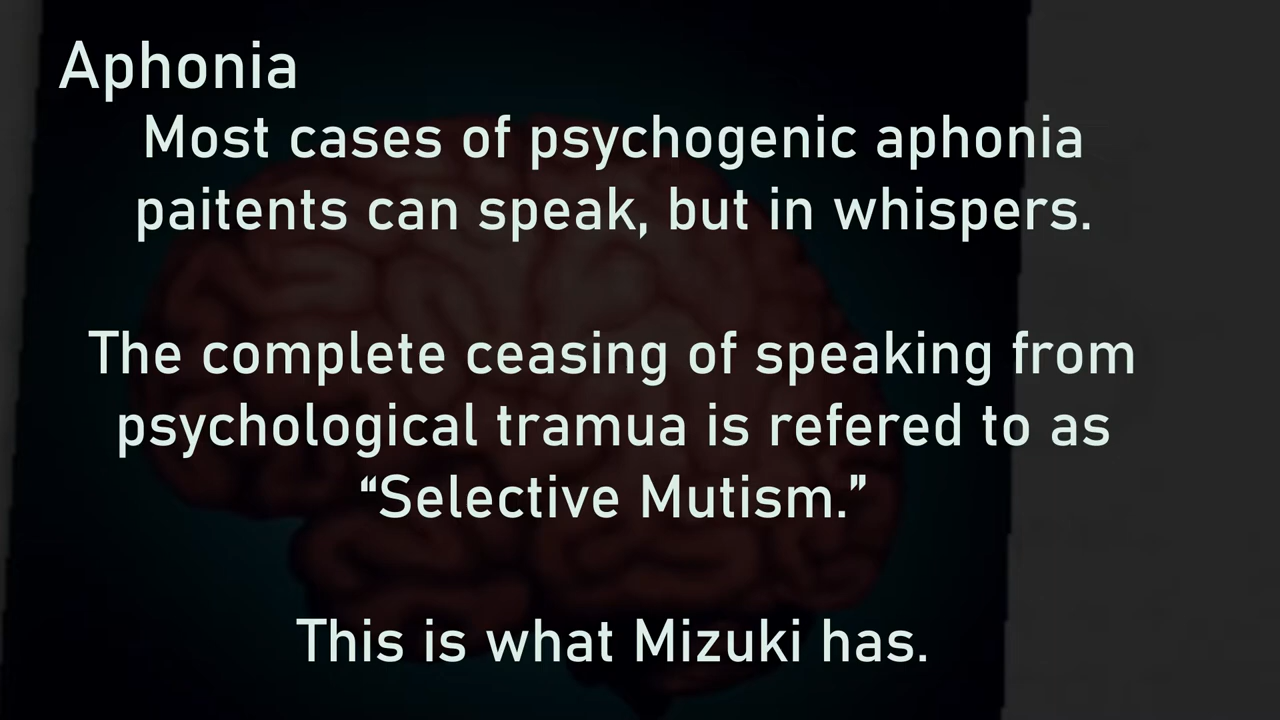 Aphonia
Most cases of psychogenic aphonia
paitents can speak, but in whispers.
The complete ceasing of speaking from
psychological tramua is refered to as
“Selective Mutism.”
This is what Mizuki has.